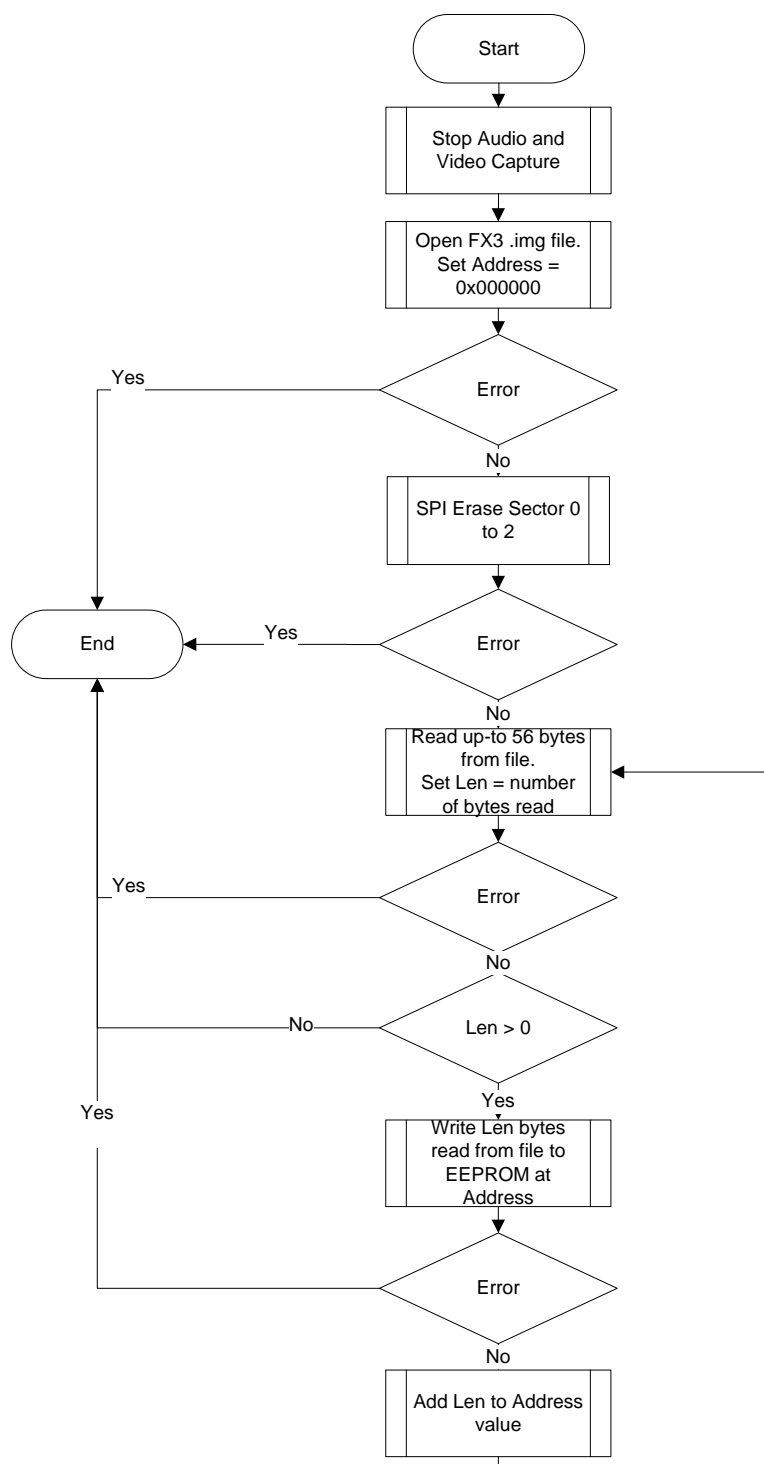 Start
Stop Audio and
Video Capture
Open FX3 .img file.
Set Address =
0x000000
Yes
Error
No
SPI Erase Sector 0
to 2
End
Yes
Error
No
Read up-to 56 bytes
from file.
Set Len = number
of bytes read
Yes
Error
No
No
Len > 0
Yes
Yes
Write Len bytes
read from file to
EEPROM at
Address
Error
No
Add Len to Address
value